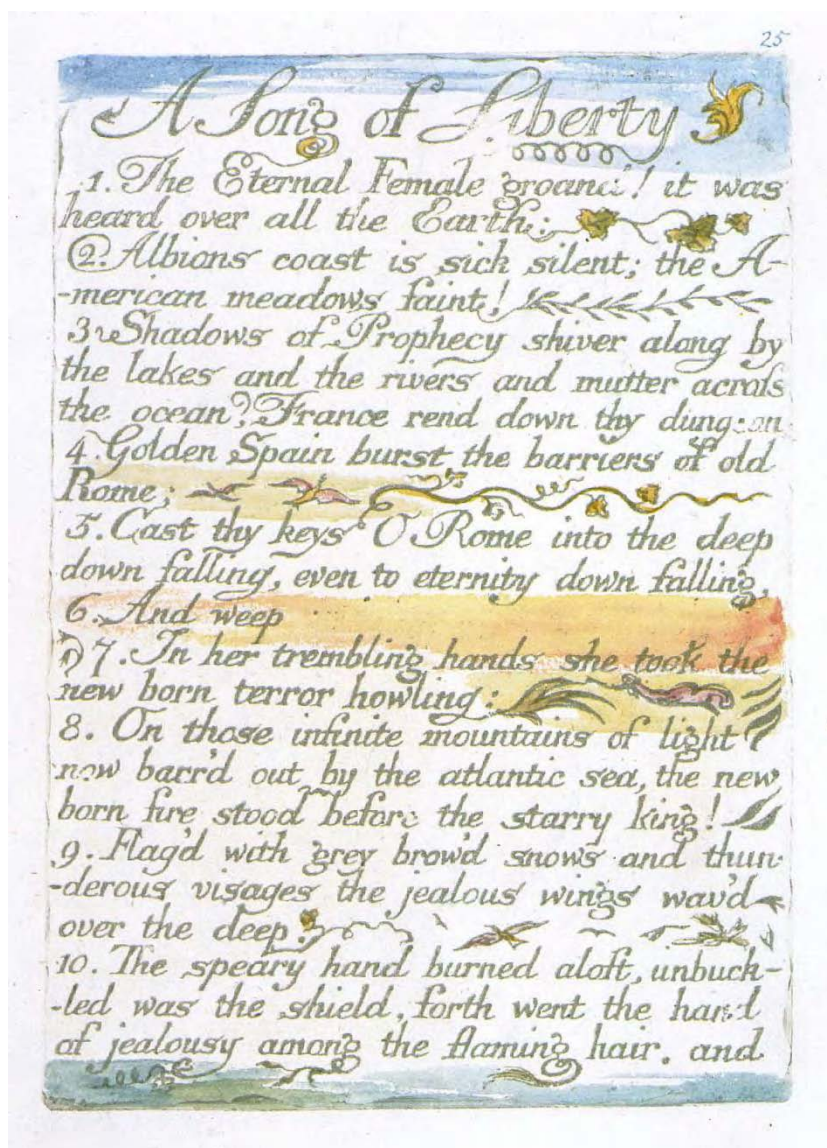 25
A Song of Liberty
1. The Eternal Female groand! it was
heard over all the Earth:
2. Albions coast is sick silent; the A-
-merican meadows faint!
3 Shadows of Prophecy shiver along by
the lakes and the rivers and mutter across
the ocean? France rend down thy dungeon
4. Golden Spain burst the barriers of old
Rome;
5. Cast thy keys O Rome into the deep
down falling, even to eternity down falling,
6. And weep
7. In her trembling hands she took the
new born terror howling:
8. On those infinite mountains of light
now barr'd out by the atlantic sea, the new
born fire stood before the starry king!
9. Flag'd with grey brow'd snows and thun-
-derous visages the jealous wings wav'd
over the deep.
10. The speary hand burned aloft, unbuck-
-led was the shield, forth went the hand
of jealousy among the flaming hair, and